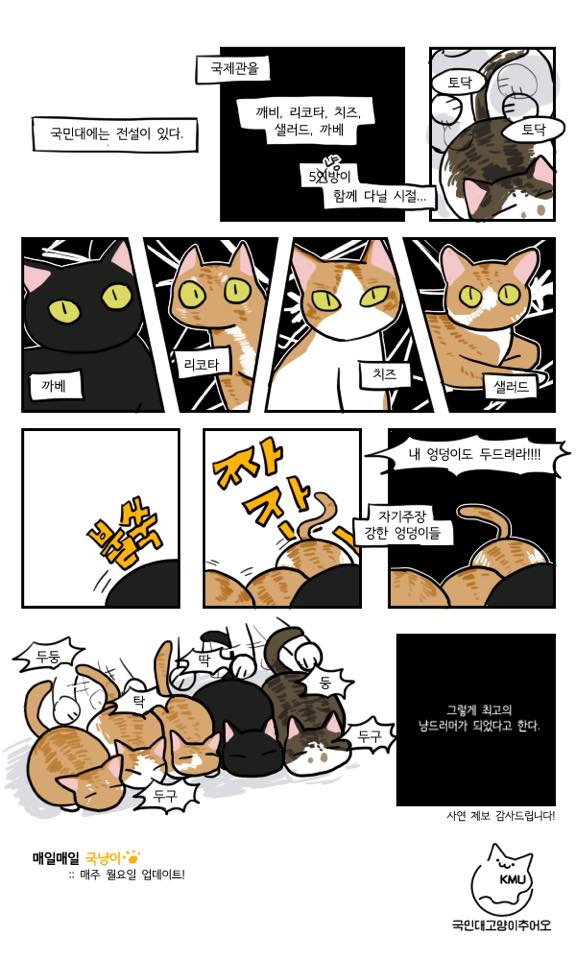 국민대에는 전설이 있다.
국제관을
깨비, 리코타, 치즈,
샐러드, 까베
5냥방이
함께 다닐 시절...
토닥
토닥
까베
리코타
치즈
샐러드
불쑥
짜
잔
내 엉덩이도 두드려라!!!!
자기주장
강한 엉덩이들
두둥
딱
탁
둥
두구
두구
그렇게 최고의
냥드러머가 되었다고 한다.
사연 제보 감사드립니다!
매일매일 국냥이
:: 매주 월요일 업데이트!
KMU
국민대고양이추어오